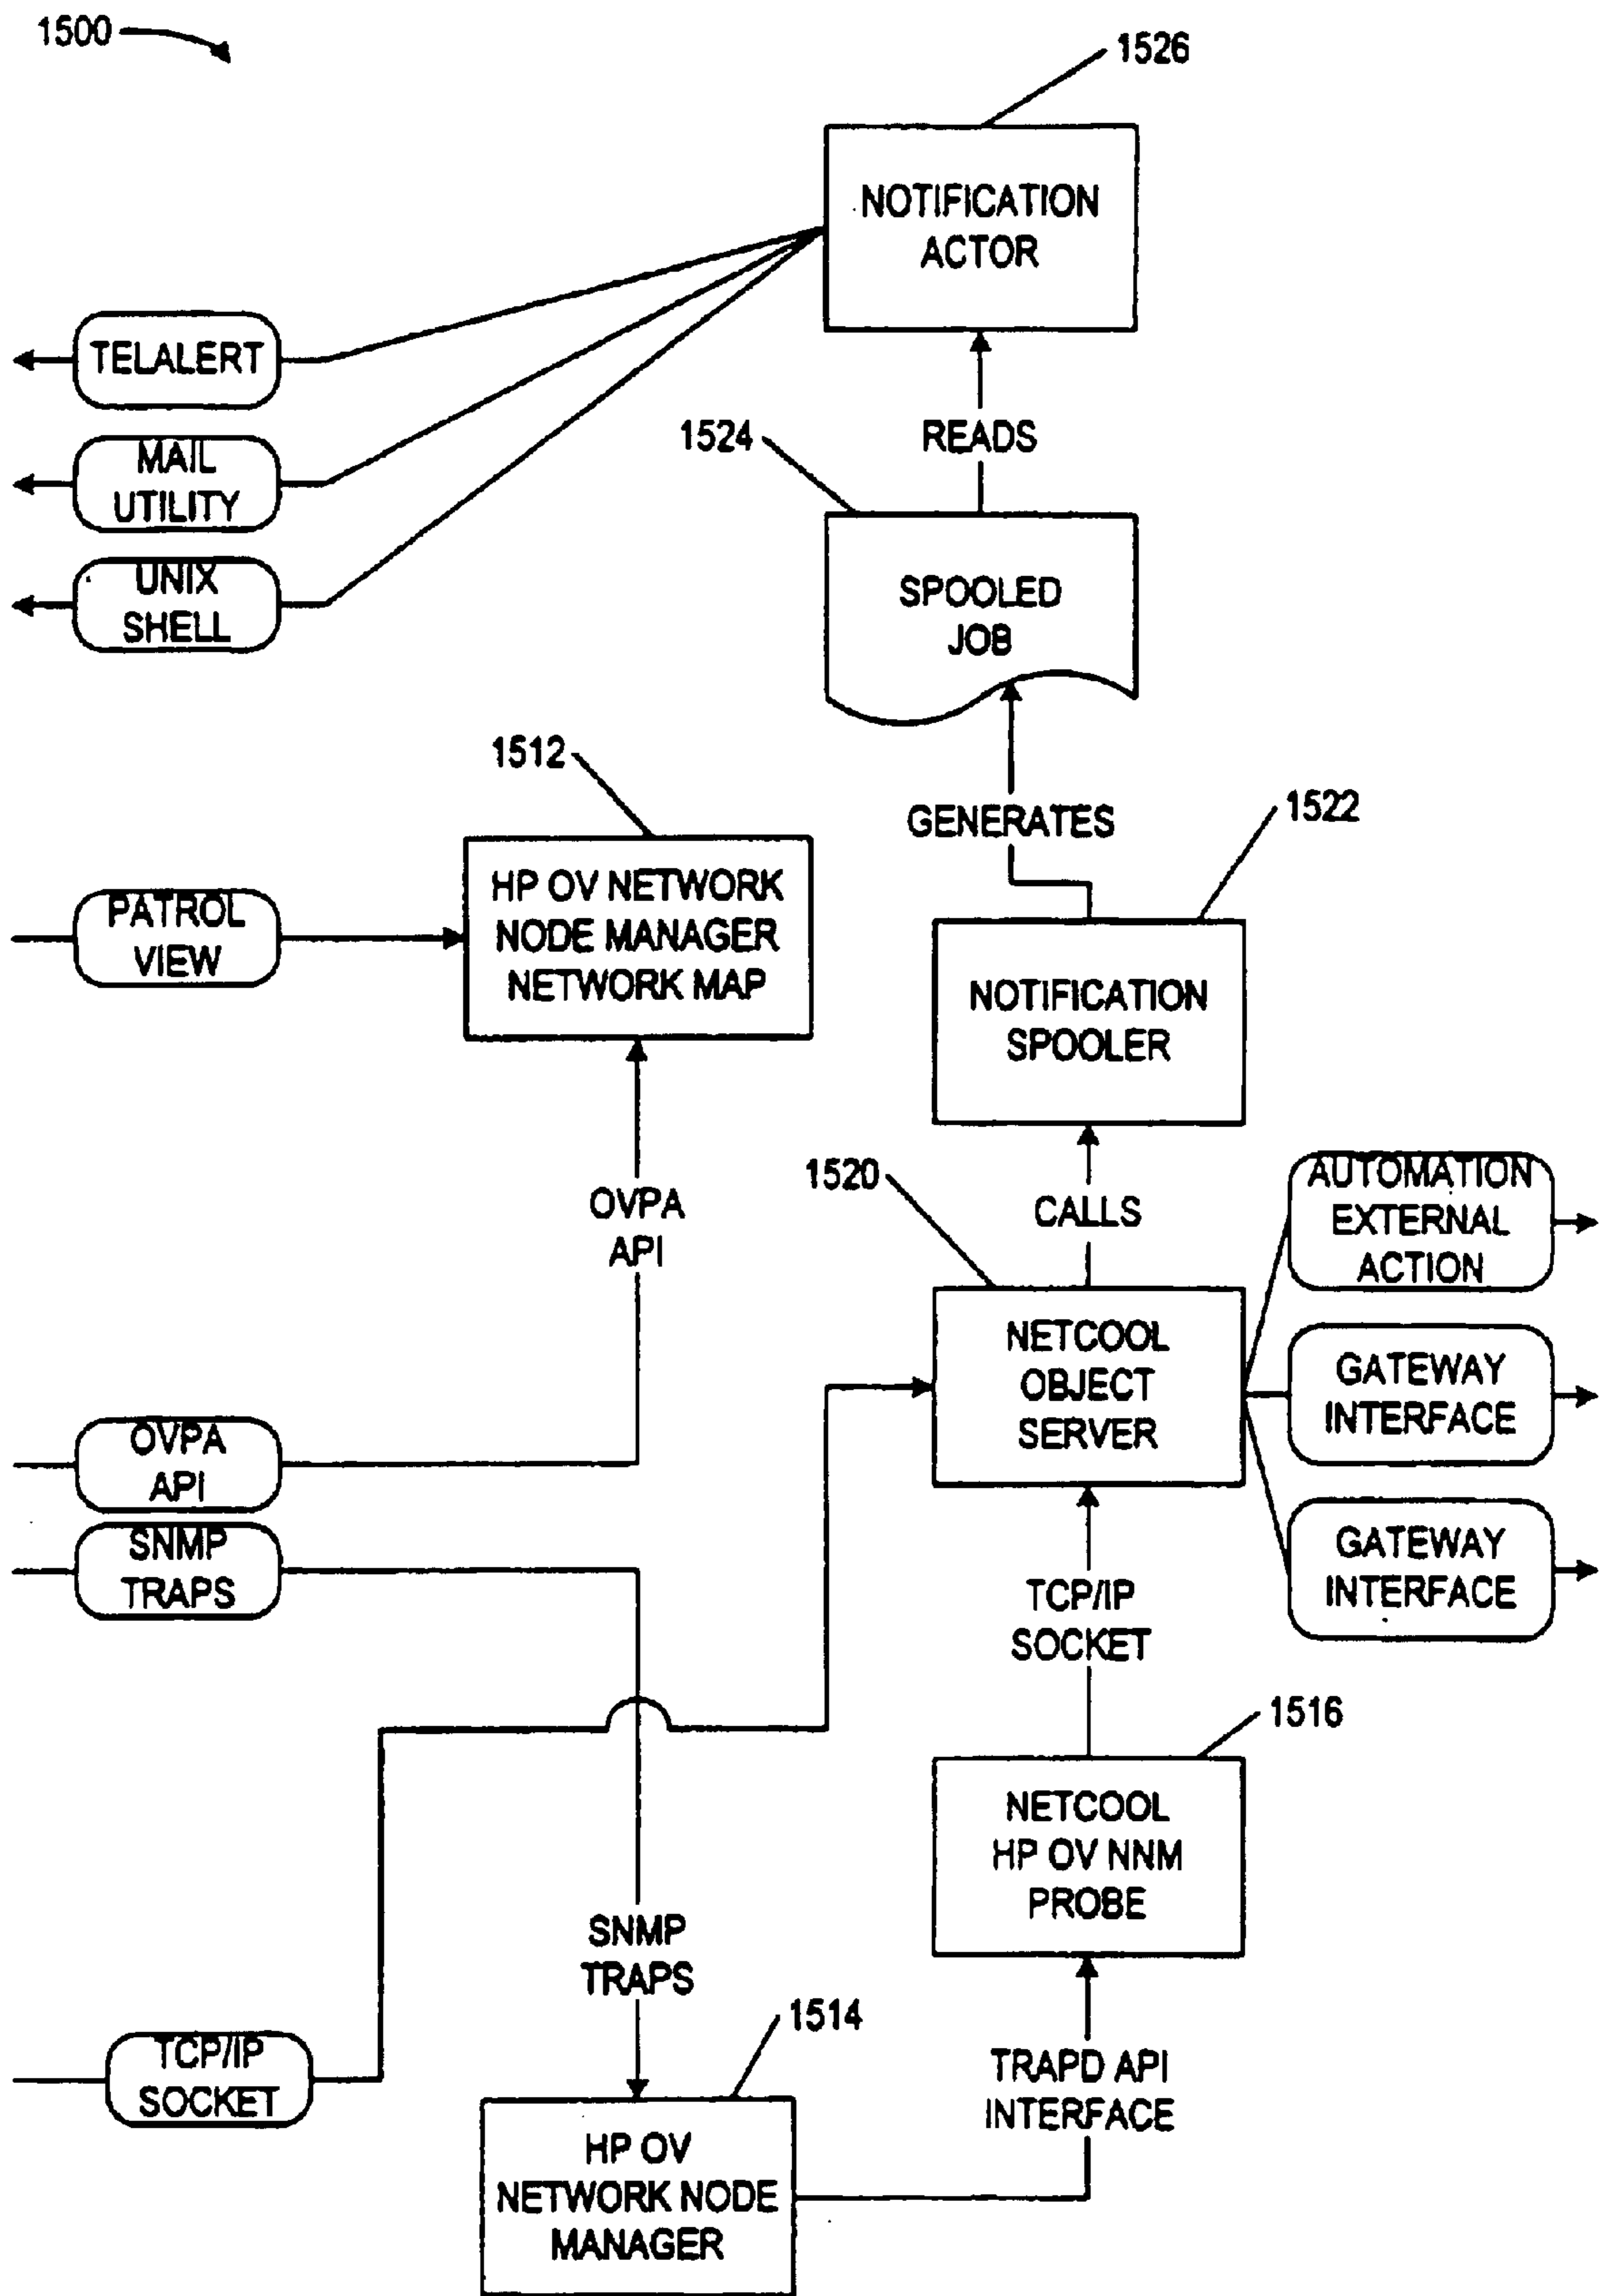 1500
1526
NOTIFICATION
ACTOR
TELALERT
MAIL
UTILITY
UNIX
SHELL
1524
READS
SPOOLED
JOB
1512
GENERATES
1522
HP OV NETWORK
NODE MANAGER
NETWORK MAP
PATROL
VIEW
NOTIFICATION
SPOOLER
1520
CALLS
OVPA
API
AUTOMATION
EXTERNAL
ACTION
NETCOOL
OBJECT
SERVER
GATEWAY
INTERFACE
OVPA
API
SNMP
TRAPS
GATEWAY
INTERFACE
TCP/IP
SOCKET
1516
NETCOOL
HP OV NNM
PROBE
SNMP
TRAPS
1514
TCP/IP
SOCKET
TRAPD API
INTERFACE
HP OV
NETWORK NODE
MANAGER